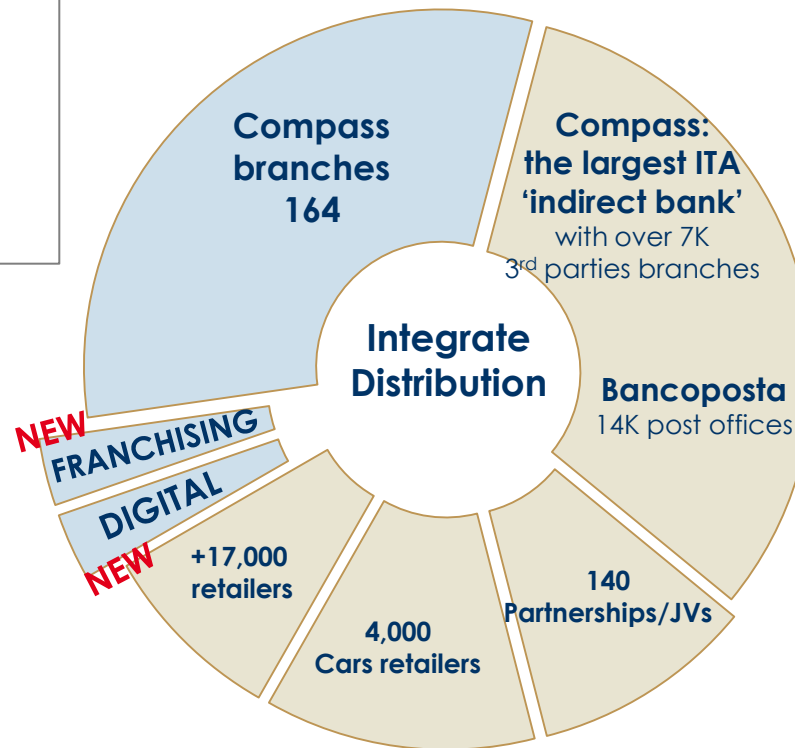 Compass
branches
164
Compass:
the largest ITA
‘indirect bank’
with over 7K
3rd parties branches
Integrate
Distribution
Bancoposta
14K post offices
NEW
FRANCHISING
DIGITAL
NEW
+17,000
retailers
4,000
Cars retailers
140
Partnerships/JVs